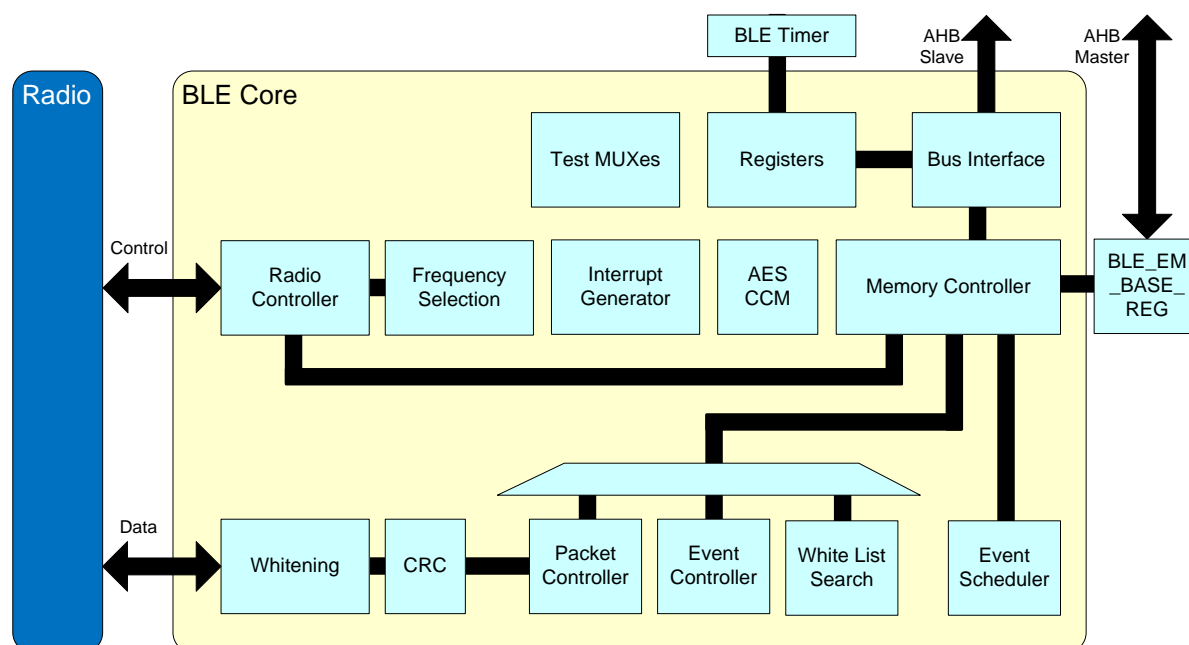 BLE Timer
AHB
Slave
AHB
Master
Radio
BLE Core
Test MUXes
Registers
Bus Interface
Control
Radio
Controller
Frequency
Selection
Interrupt
Generator
AES
CCM
Memory Controller
BLE_EM
_BASE_
REG
Data
Whitening
CRC
Packet
Controller
Event
Controller
White List
Search
Event
Scheduler